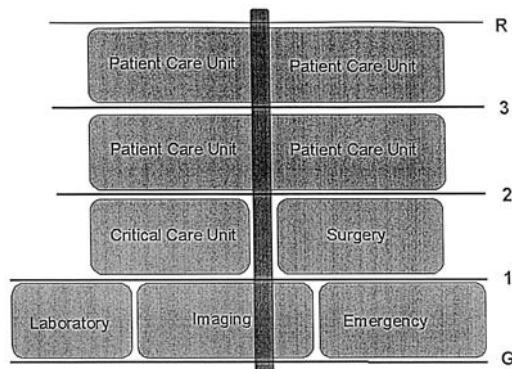 R
Patient Care Unit Patient Care Unit
3
Patient Care Unit Patient Care Unit
2
Critical Care Unit Surgery
1
Laboratory Imaging Emergency
G